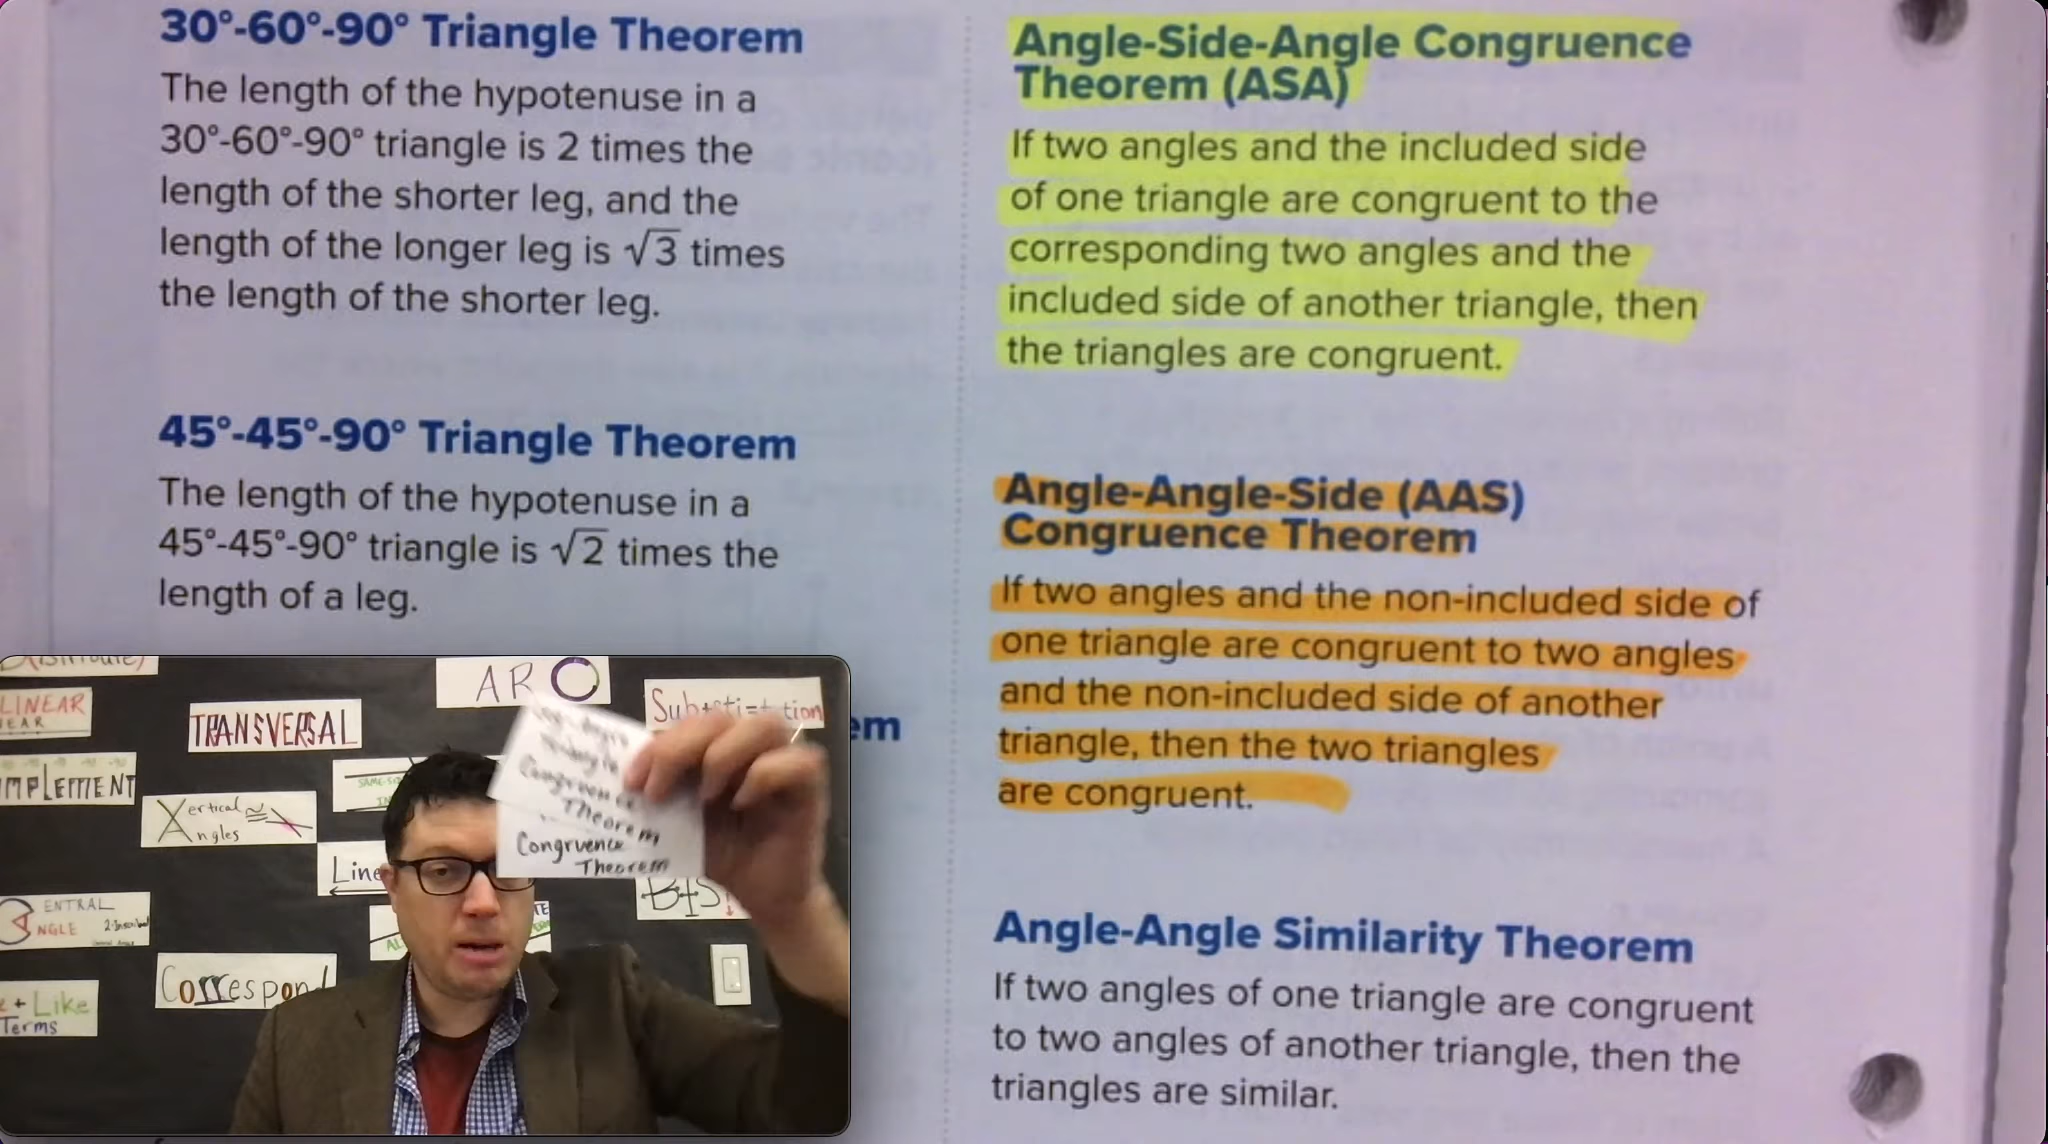 30°-60°-90° Triangle Theorem
The length of the hypotenuse in a
30°-60°-90° triangle is 2 times the
length of the shorter leg, and the
length of the longer leg is √3 times
the length of the shorter leg.
45°-45°-90° Triangle Theorem
The length of the hypotenuse in a
45°-45°-90° triangle is √2 times the
length of a leg.
em
Angle-Side-Angle Congruence
Theorem (ASA)
If two angles and the included side
of one triangle are congruent to the
corresponding two angles and the
included side of another triangle, then
the triangles are congruent.
Angle-Angle-Side (AAS)
Congruence Theorem
If two angles and the non-included side of
one triangle are congruent to two angles
and the non-included side of another
triangle, then the two triangles
are congruent.
Angle-Angle Similarity Theorem
If two angles of one triangle are congruent
to two angles of another triangle, then the
triangles are similar.
ARC
LINEAR
TRANSVERSAL
Vertical
Angles
Line
ENTRAL
NGLE
Correspon
+ Like
Terms
Congruence
Theorem
Congruence
Theorem